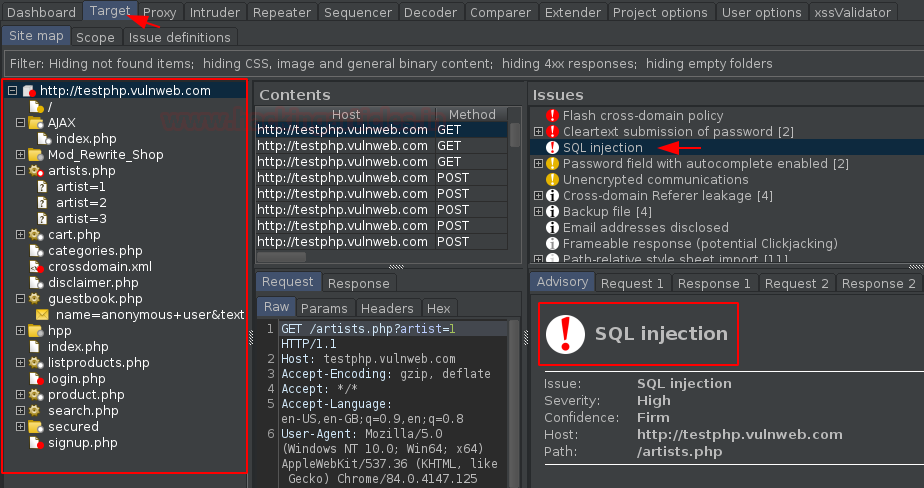 Dashboard Target Proxy Intruder Repeater Sequencer Decoder Comparer Extender Project options User options xssValidator
Site map Scope Issue definitions
Filter: Hiding not found items; hiding CSS, image and general binary content; hiding 4xx responses; hiding empty folders
http://testphp.vulnweb.com
/
AJAX
index.php
Mod_Rewrite_Shop
artists.php
artist=1
artist=2
artist=3
cart.php
categories.php
crossdomain.xml
disclaimer.php
guestbook.php
name=anonymous+user&text
hpp
index.php
listproducts.php
login.php
product.php
search.php
secured
signup.php
Contents
Host Method
http://testphp.vulnweb.com GET
http://testphp.vulnweb.com GET
http://testphp.vulnweb.com GET
http://testphp.vulnweb.com POST
http://testphp.vulnweb.com POST
http://testphp.vulnweb.com POST
http://testphp.vulnweb.com POST
http://testphp.vulnweb.com POST
Request Response
Raw Params Headers Hex
1 GET /artists.php?artist=1
HTTP/1.1
2 Host: testphp.vulnweb.com
3 Accept-Encoding: gzip, deflate
4 Accept: */*
5 Accept-Language:
en-US,en-GB;q=0.9,en;q=0.8
6 User-Agent: Mozilla/5.0
(Windows NT 10.0; Win64; x64)
AppleWebKit/537.36 (KHTML, like
Gecko) Chrome/84.0.4147.125
Issues
Flash cross-domain policy
Cleartext submission of password [2]
SQL injection
Password field with autocomplete enabled [2]
Unencrypted communications
Cross-domain Referer leakage [4]
Backup file [4]
Email addresses disclosed
Frameable response (potential Clickjacking)
Path-relative style sheet import [11]
Advisory Request 1 Response 1 Request 2 Response 2
SQL injection
Issue: SQL injection
Severity: High
Confidence: Firm
Host: http://testphp.vulnweb.com
Path: /artists.php